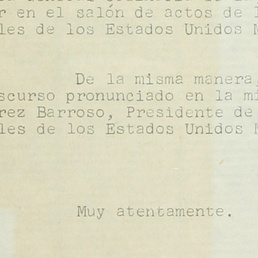 r en el salón de actos de l
les de los Estados Unidos M
De la misma manera,
scurso pronunciado en la mi
rez Barroso, Presidente de
les de los Estados Unidos M
Muy atentamente.